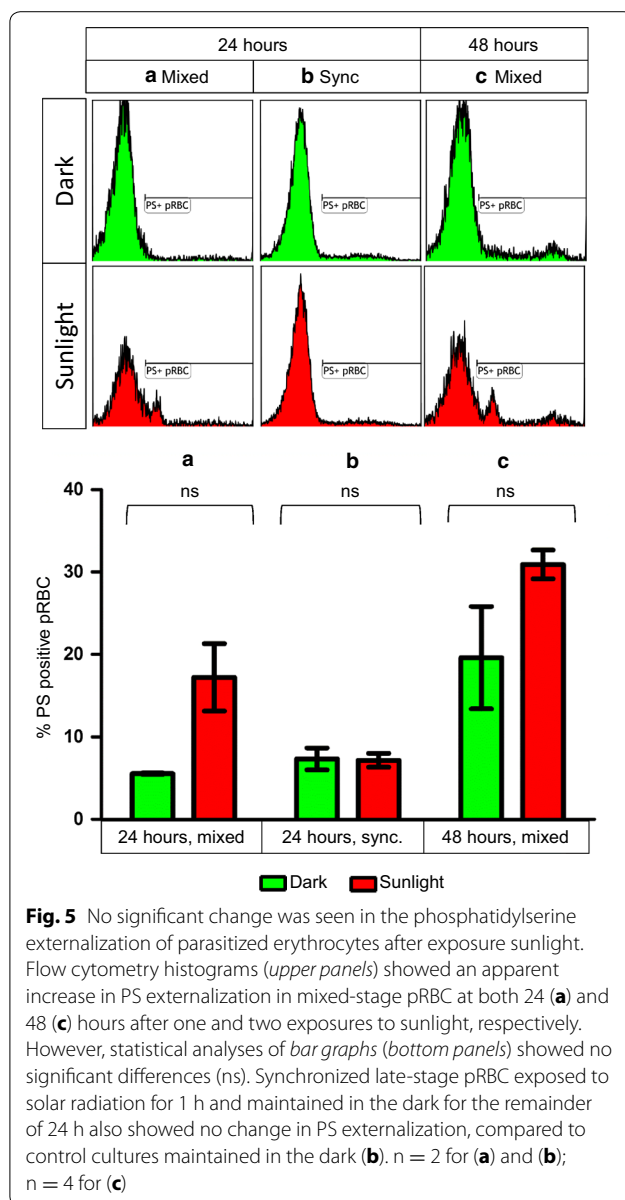 24 hours 48 hours
a Mixed b Sync c Mixed
Dark
PS+ pRBC PS+ pRBC PS+ pRBC
Sunlight
PS+ pRBC PS+ pRBC PS+ pRBC
a b c
ns ns ns
% PS positive pRBC
40
30
20
10
0
24 hours, mixed 24 hours, sync. 48 hours, mixed
Dark Sunlight
Fig. 5 No significant change was seen in the phosphatidylserine
externalization of parasitized erythrocytes after exposure sunlight.
Flow cytometry histograms (upper panels) showed an apparent
increase in PS externalization in mixed-stage pRBC at both 24 (a) and
48 (c) hours after one and two exposures to sunlight, respectively.
However, statistical analyses of bar graphs (bottom panels) showed no
significant differences (ns). Synchronized late-stage pRBC exposed to
solar radiation for 1 h and maintained in the dark for the remainder
of 24 h also showed no change in PS externalization, compared to
control cultures maintained in the dark (b). n = 2 for (a) and (b);
n = 4 for (c)